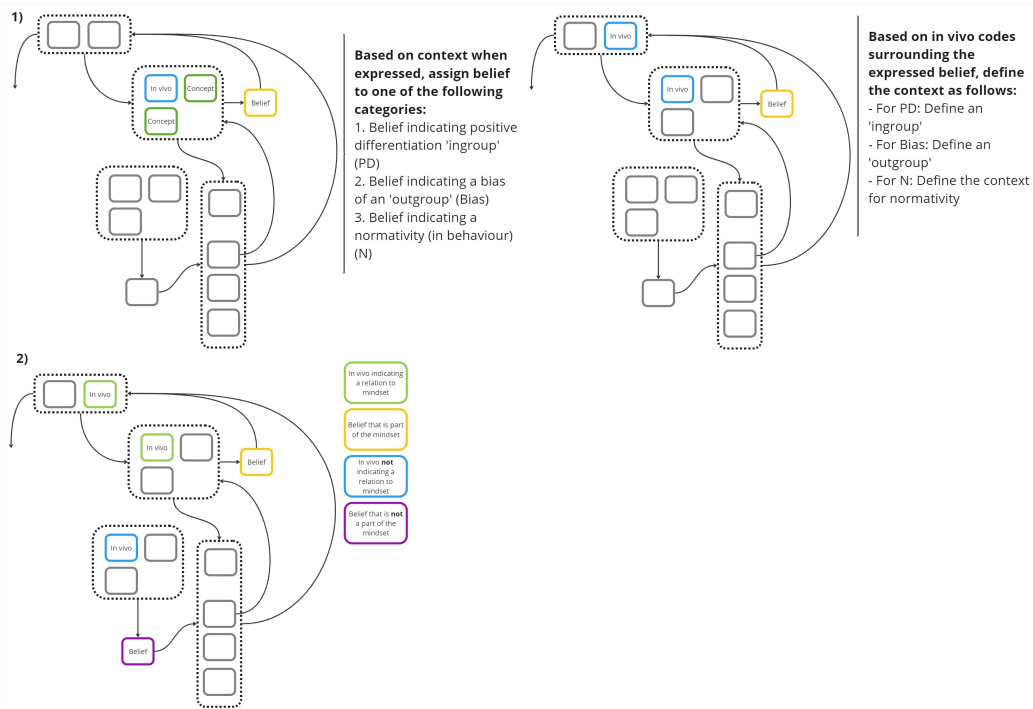 1)
In vivo
Concept
Concept
Belief
Based on context when
expressed, assign belief
to one of the following
categories:
1. Belief indicating positive
differentiation 'ingroup'
(PD)
2. Belief indicating a bias
of an 'outgroup' (Bias)
3. Belief indicating a
normativity (in behaviour)
(N)
In vivo
In vivo
Belief
Based on in vivo codes
surrounding the
expressed belief, define
the context as follows:
- For PD: Define an
'ingroup'
- For Bias: Define an
'outgroup'
- For N: Define the context
for normativity
2)
In vivo
In vivo
Belief
In vivo
Belief
In vivo indicating
a relation to
mindset
Belief that is part
of the mindset
In vivo not
indicating a
relation to
mindset
Belief that is not
a part of the
mindset